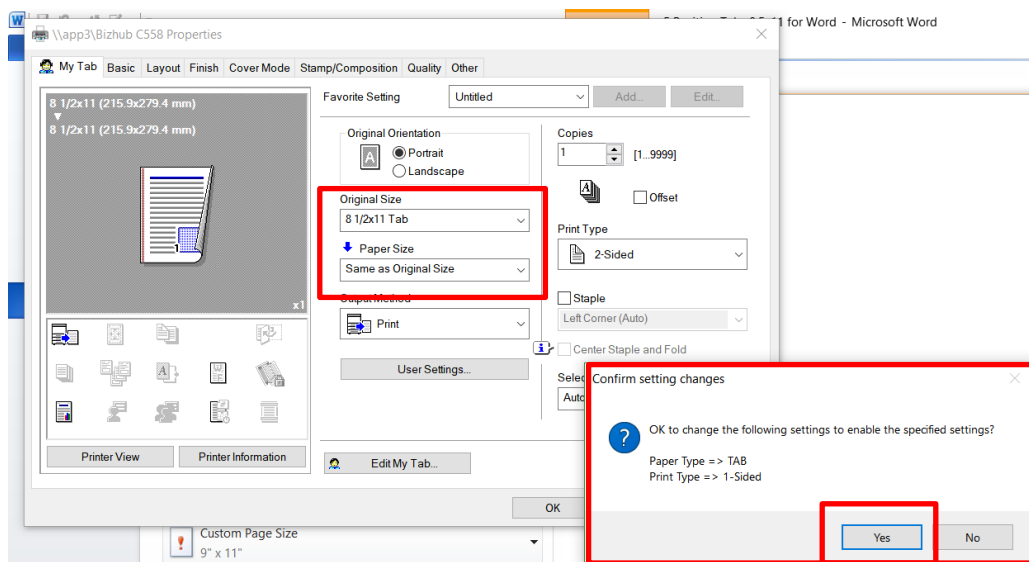 1 for Word - Microsoft Word
\\app3\Bizhub C558 Properties
My Tab Basic Layout Finish Cover Mode Stamp/Composition Quality Other
8 1/2x11 (215.9x279.4 mm)
8 1/2x11 (215.9x279.4 mm)
x1
Favorite Setting Untitled Add... Edit...
Original Orientation
A Portrait
Landscape
Original Size
8 1/2x11 Tab
Paper Size
Same as Original Size
Output Method
Print
User Settings...
Copies
1 [1...9999]
Offset
Print Type
2-Sided
Staple
Left Corner (Auto)
Center Staple and Fold
Selec
Auto
Printer View Printer Information
Edit My Tab...
OK
Custom Page Size
9" x 11"
Confirm setting changes
OK to change the following settings to enable the specified settings?
Paper Type => TAB
Print Type => 1-Sided
Yes No